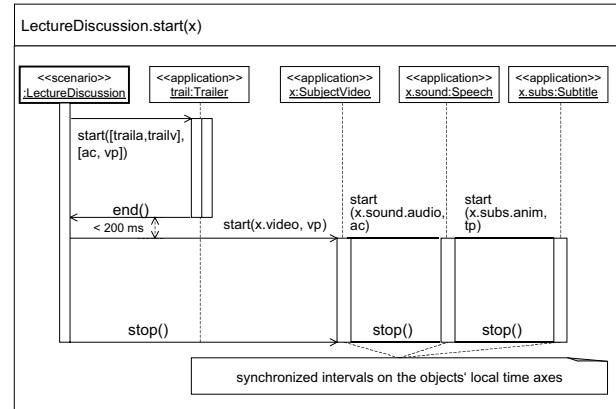 LectureDiscussion.start(x)
<<scenario>>
:LectureDiscussion
<<application>>
trail:Trailer
<<application>>
x:SubjectVideo
<<application>>
x.sound:Speech
<<application>>
x.subs:Subtitle
start([traila,trailv],
[ac, vp])
end()
< 200 ms
start(x.video, vp)
start
(x.sound.audio,
ac)
start
(x.subs.anim,
tp)
stop()
stop()
stop()
synchronized intervals on the objects‘ local time axes